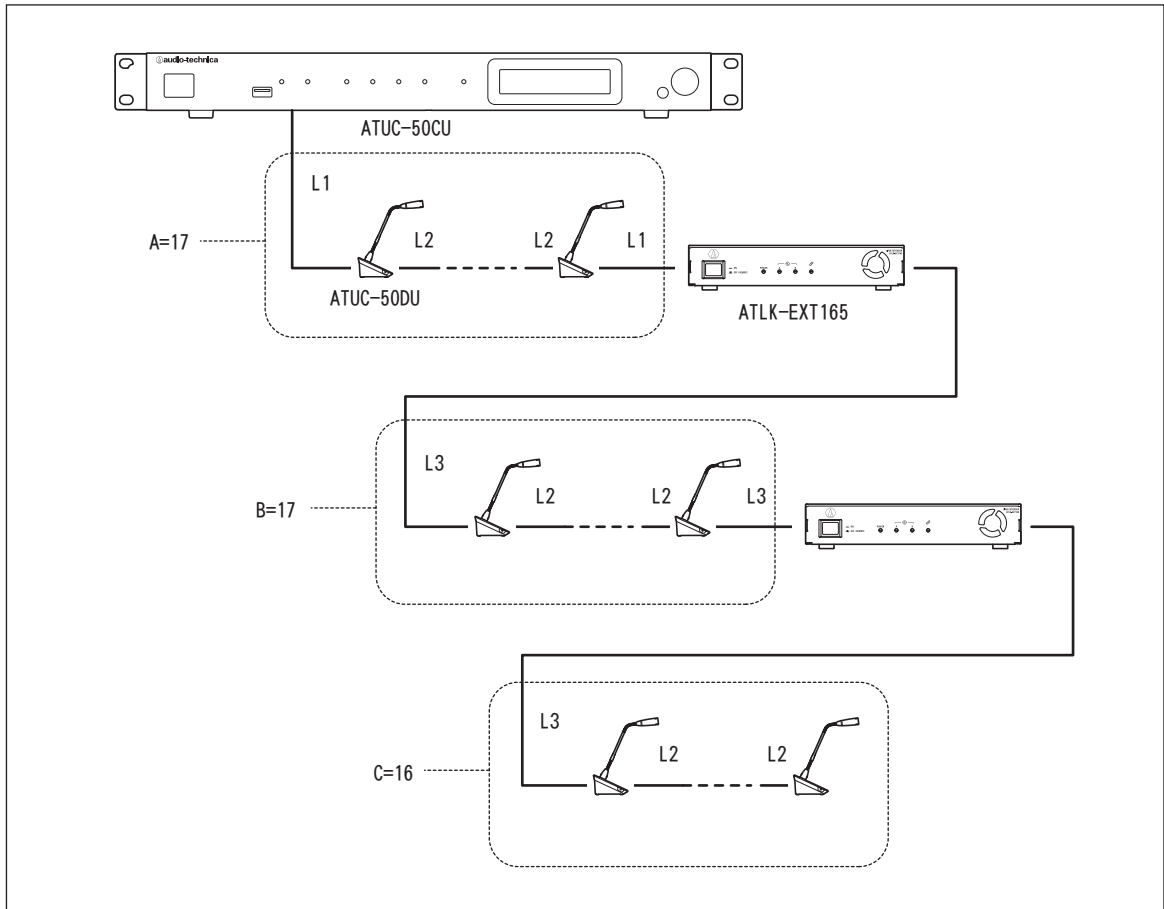 audio-technica
ATUC-50CU
L1
A=17
L2
L2
L1
ATUC-50DU
ATLK-EXT165
L3
B=17
L2
L2
L3
L3
C=16
L2
L2